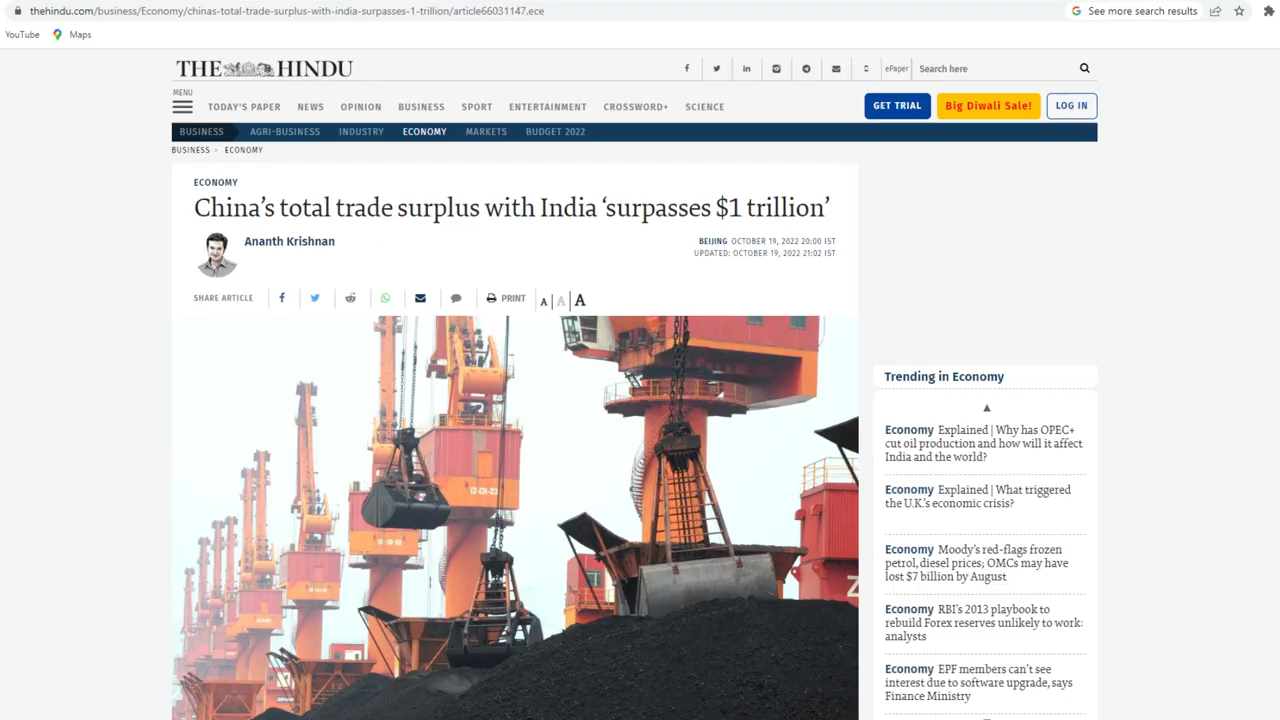 thehindu.com/business/Economy/chinas-total-trade-surplus-with-india-surpasses-1-trillion/article66031147.ece
See more search results
YouTube
Maps
THE HINDU
ePaper
Search here
MENU
TODAY'S PAPER NEWS OPINION BUSINESS SPORT ENTERTAINMENT CROSSWORD+ SCIENCE
GET TRIAL
Big Diwali Sale!
LOG IN
BUSINESS AGRI-BUSINESS INDUSTRY ECONOMY MARKETS BUDGET 2022
BUSINESS > ECONOMY
ECONOMY
China's total trade surplus with India 'surpasses $1 trillion'
Ananth Krishnan
BEIJING OCTOBER 19, 2022 20:00 IST
UPDATED: OCTOBER 19, 2022 21:02 IST
SHARE ARTICLE
PRINT
A | A | A
Trending in Economy
Economy Explained | Why has OPEC+
cut oil production and how will it affect
India and the world?
Economy Explained | What triggered
the U.K.'s economic crisis?
Economy Moody's red-flags frozen
petrol, diesel prices; OMCs may have
lost $7 billion by August
Economy RBI's 2013 playbook to
rebuild Forex reserves unlikely to work:
analysts
Economy EPF members can't see
interest due to software upgrade, says
Finance Ministry